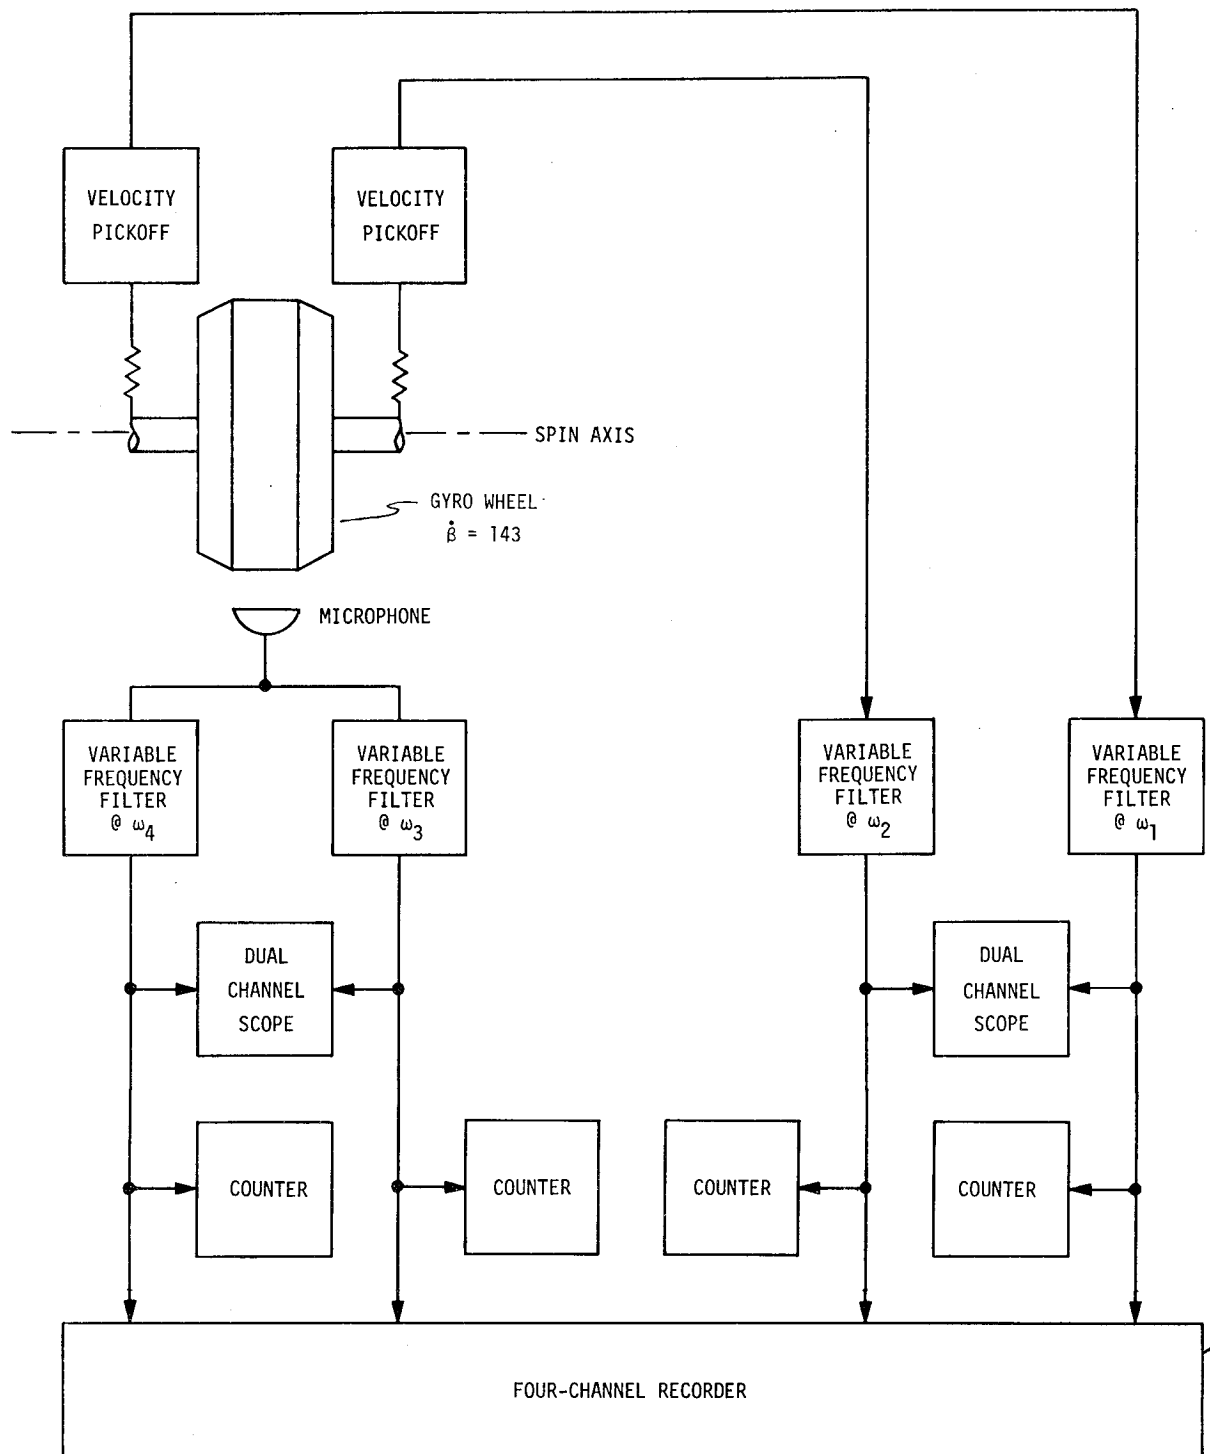 VELOCITY
PICKOFF
VELOCITY
PICKOFF
SPIN AXIS
GYRO WHEEL
β̇ = 143
MICROPHONE
VARIABLE
FREQUENCY
FILTER
@ ω4
VARIABLE
FREQUENCY
FILTER
@ ω3
VARIABLE
FREQUENCY
FILTER
@ ω2
VARIABLE
FREQUENCY
FILTER
@ ω1
DUAL
CHANNEL
SCOPE
DUAL
CHANNEL
SCOPE
COUNTER
COUNTER
COUNTER
COUNTER
FOUR-CHANNEL RECORDER